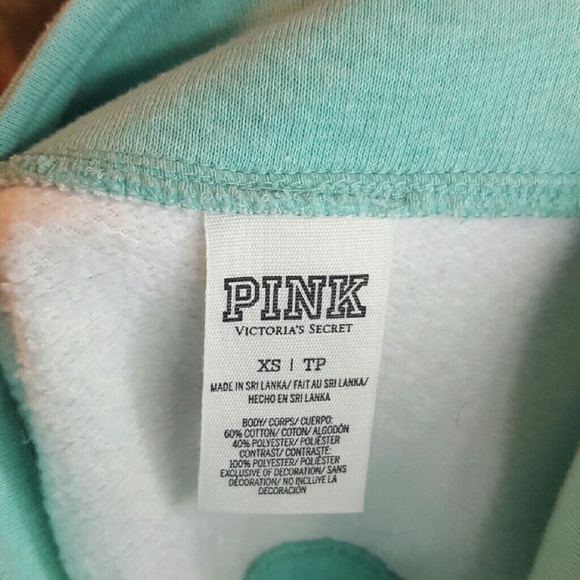 PINK
VICTORIA'S SECRET
XS | TP
MADE IN SRI LANKA/ FAIT AU SRI LANKA/
HECHO EN SRI LANKA
BODY/ CORPS/ CUERPO:
60% COTTON/ COTON/ ALGODÓN
40% POLYESTER/ POLIÉSTER
CONTRAST/ CONTRASTE:
100% POLYESTER/ POLIÉSTER
EXCLUSIVE OF DECORATION/ SANS
DÉCORATION/ NO INCLUYE LA
DECORACIÓN